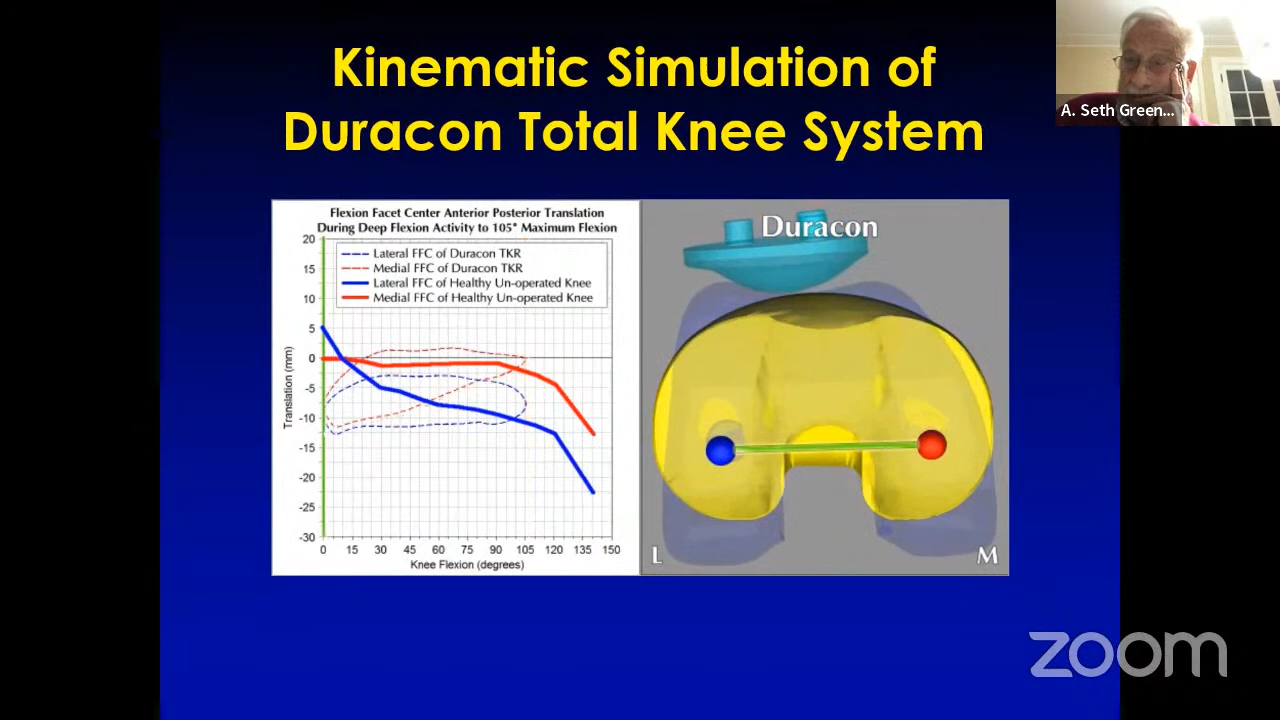 Kinematic Simulation of
Duracon Total Knee System
A. Seth Green...
Flexion Facet Center Anterior Posterior Translation
During Deep Flexion Activity to 105° Maximum Flexion
20
15
10
5
0
-5
-10
-15
-20
-25
-30
Translation (mm)
Lateral FFC of Duracon TKR
Medial FFC of Duracon TKR
Lateral FFC of Healthy Un-operated Knee
Medial FFC of Healthy Un-operated Knee
0 15 30 45 60 75 90 105 120 135 150
Knee Flexion (degrees)
Duracon
L M
zoom